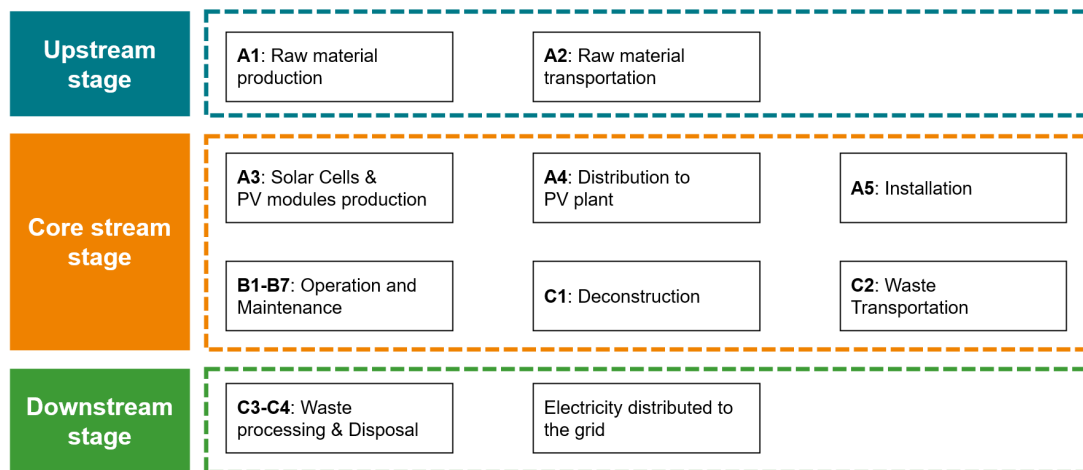 Upstream
stage
A1: Raw material
production
A2: Raw material
transportation
Core stream
stage
A3: Solar Cells &
PV modules production
A4: Distribution to
PV plant
A5: Installation
B1-B7: Operation and
Maintenance
C1: Deconstruction
C2: Waste
Transportation
Downstream
stage
C3-C4: Waste
processing & Disposal
Electricity distributed to
the grid